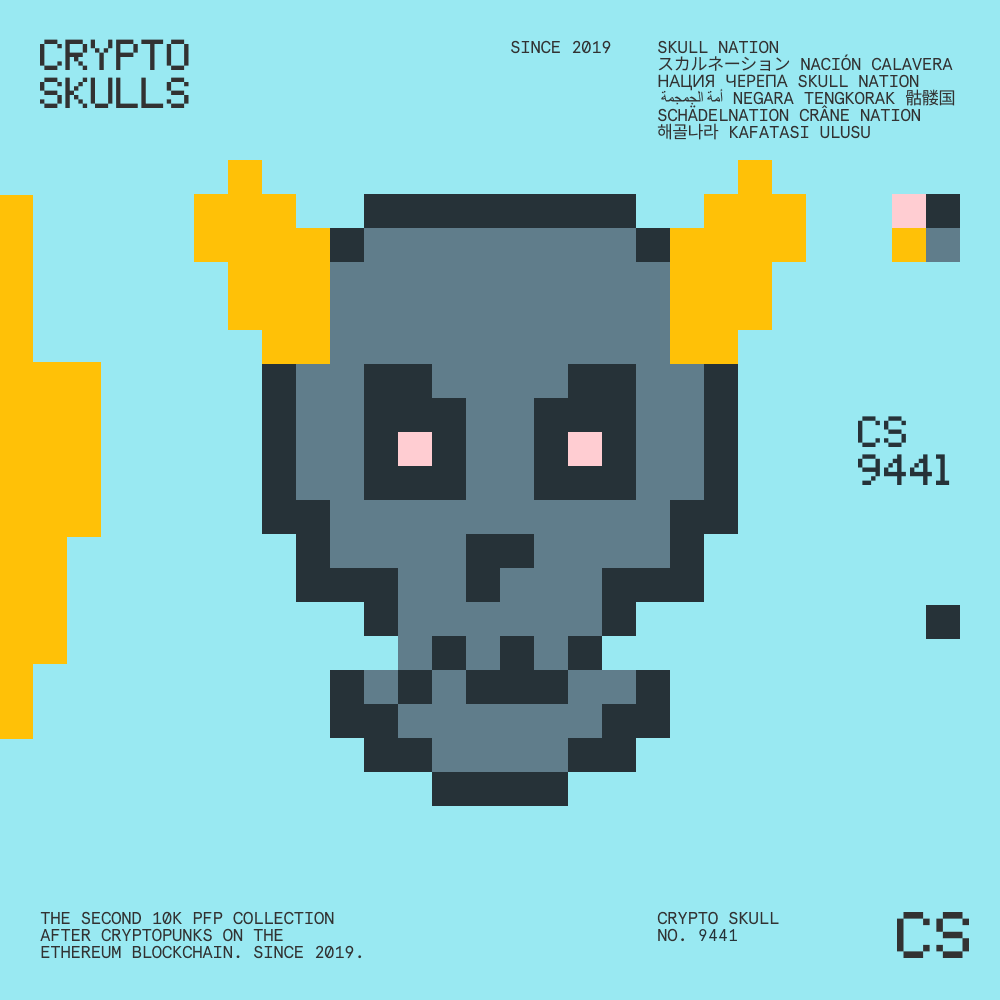 CRYPTO
SKULLS
SINCE 2019
SKULL NATION
スカルネーション NACIÓN CALAVERA
НАЦИЯ ЧЕРЕПА SKULL NATION
أمة الجمجمة NEGARA TENGKORAK 骷髅国
SCHÄDELNATION CRÂNE NATION
해골나라 KAFATASI ULUSU
CS
9441
THE SECOND 10K PFP COLLECTION
AFTER CRYPTOPUNKS ON THE
ETHEREUM BLOCKCHAIN. SINCE 2019.
CRYPTO SKULL
NO. 9441
CS